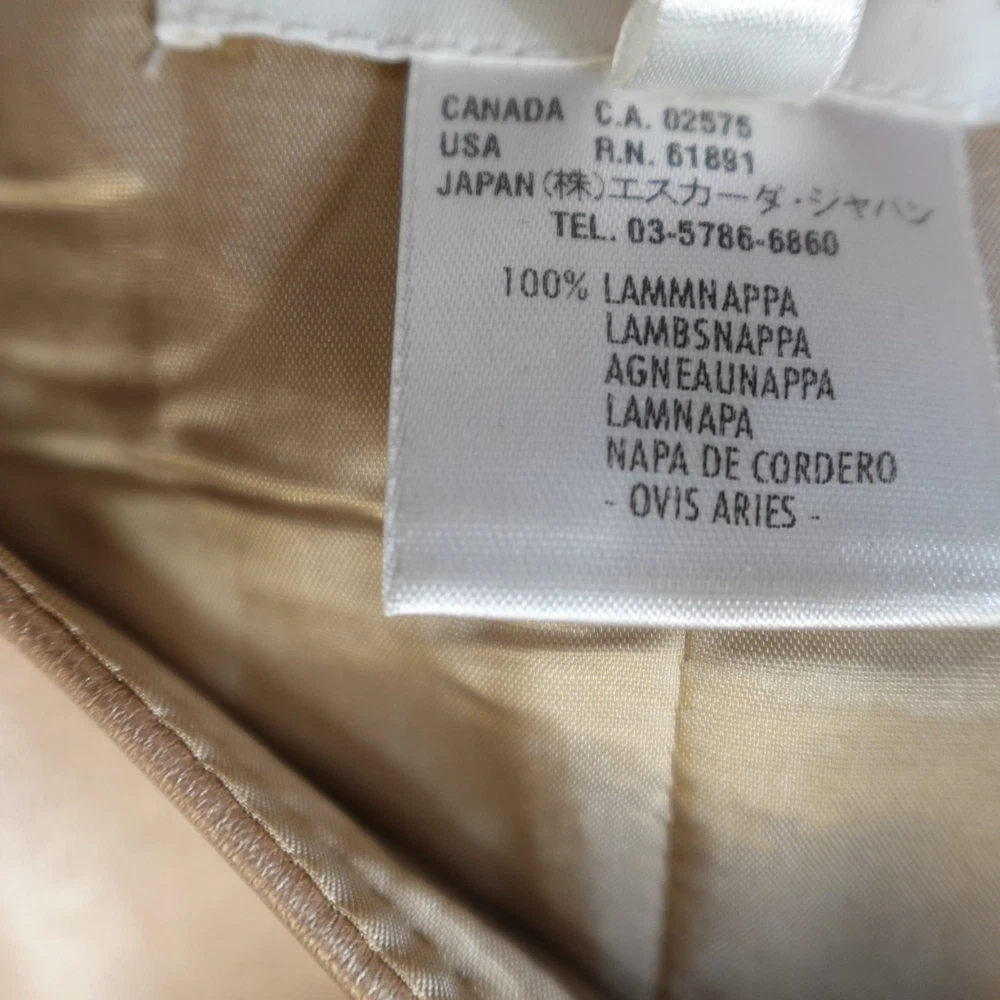 CANADA C.A. 02575
USA R.N. 61891
JAPAN (株)エスカーダ・ジャパン
TEL. 03-5786-6860
100% LAMMNAPPA
LAMBSNAPPA
AGNEAUNAPPA
LAMNAPA
NAPA DE CORDERO
- OVIS ARIES -